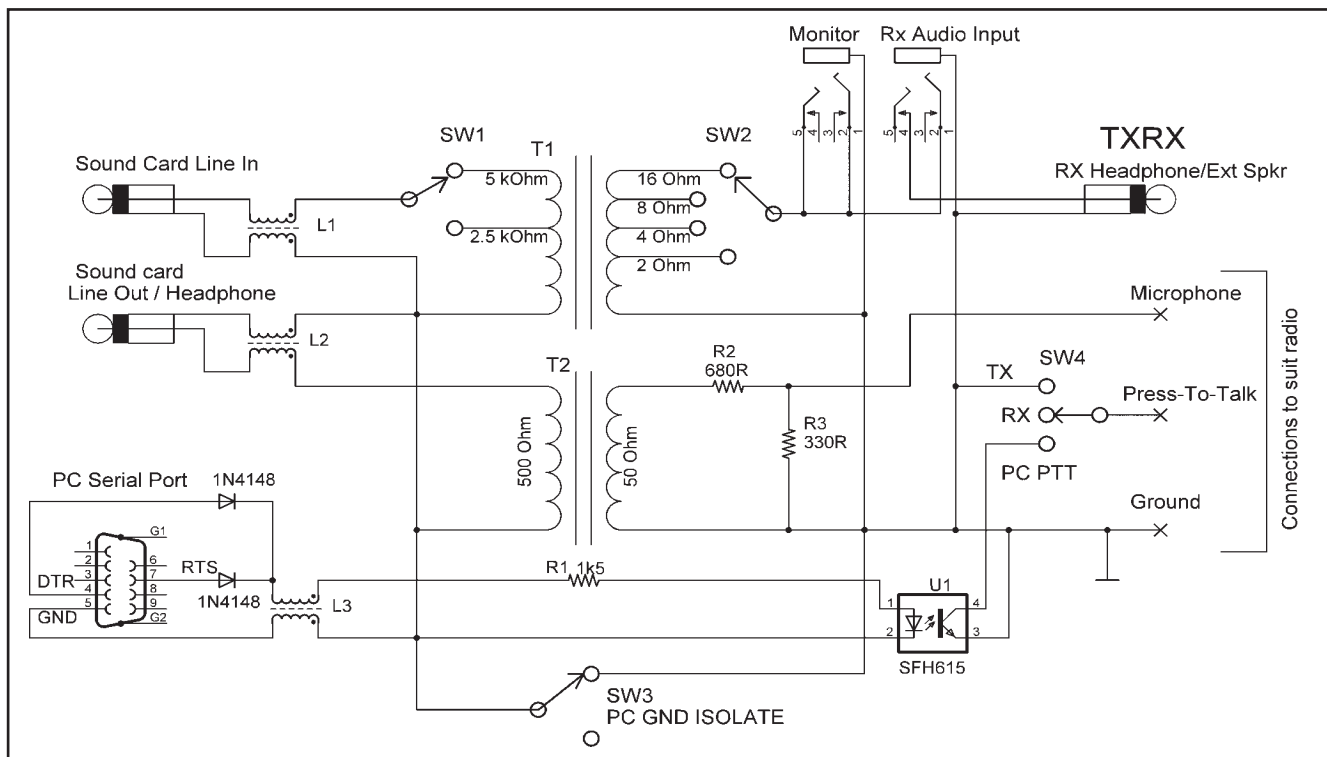 Monitor
Rx Audio Input
5 4 3 2 1
5 4 3 2 1
Sound Card Line In
SW1
T1
SW2
TXRX
RX Headphone/Ext Spkr
5 kOhm
2.5 kOhm
16 Ohm
8 Ohm
4 Ohm
2 Ohm
L1
Sound card
Line Out / Headphone
L2
T2
500 Ohm
50 Ohm
R2
680R
R3
330R
Microphone
SW4
TX
RX
PC PTT
Press-To-Talk
Ground
Connections to suit radio
PC Serial Port
1N4148
G1
1
2
3
4
5
6
7
8
9
G2
DTR
GND
RTS
1N4148
L3
R1 1k5
U1
1
2
4
3
SFH615
SW3
PC GND ISOLATE